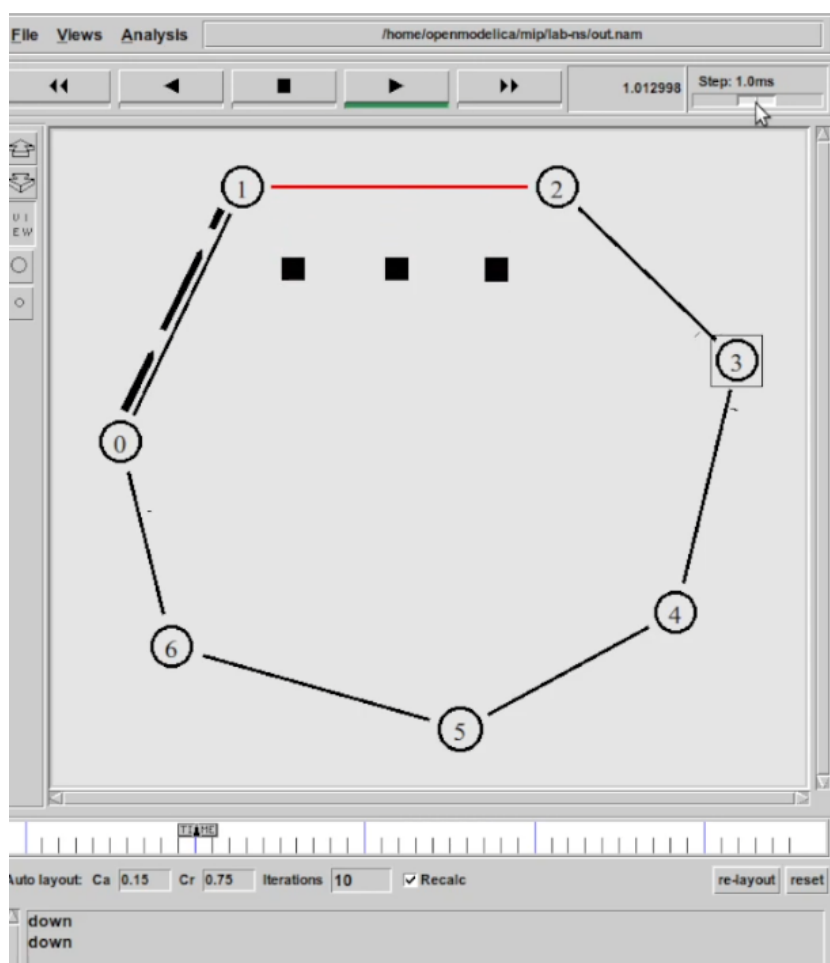 File Views Analysis /home/openmodelica/mip/lab-ns/out.nam
1.012998 Step: 1.0ms
VI
EW
1
2
3
0
4
6
5
TIME
Auto layout: Ca 0.15 Cr 0.75 Iterations 10 Recalc re-layout reset
down
down